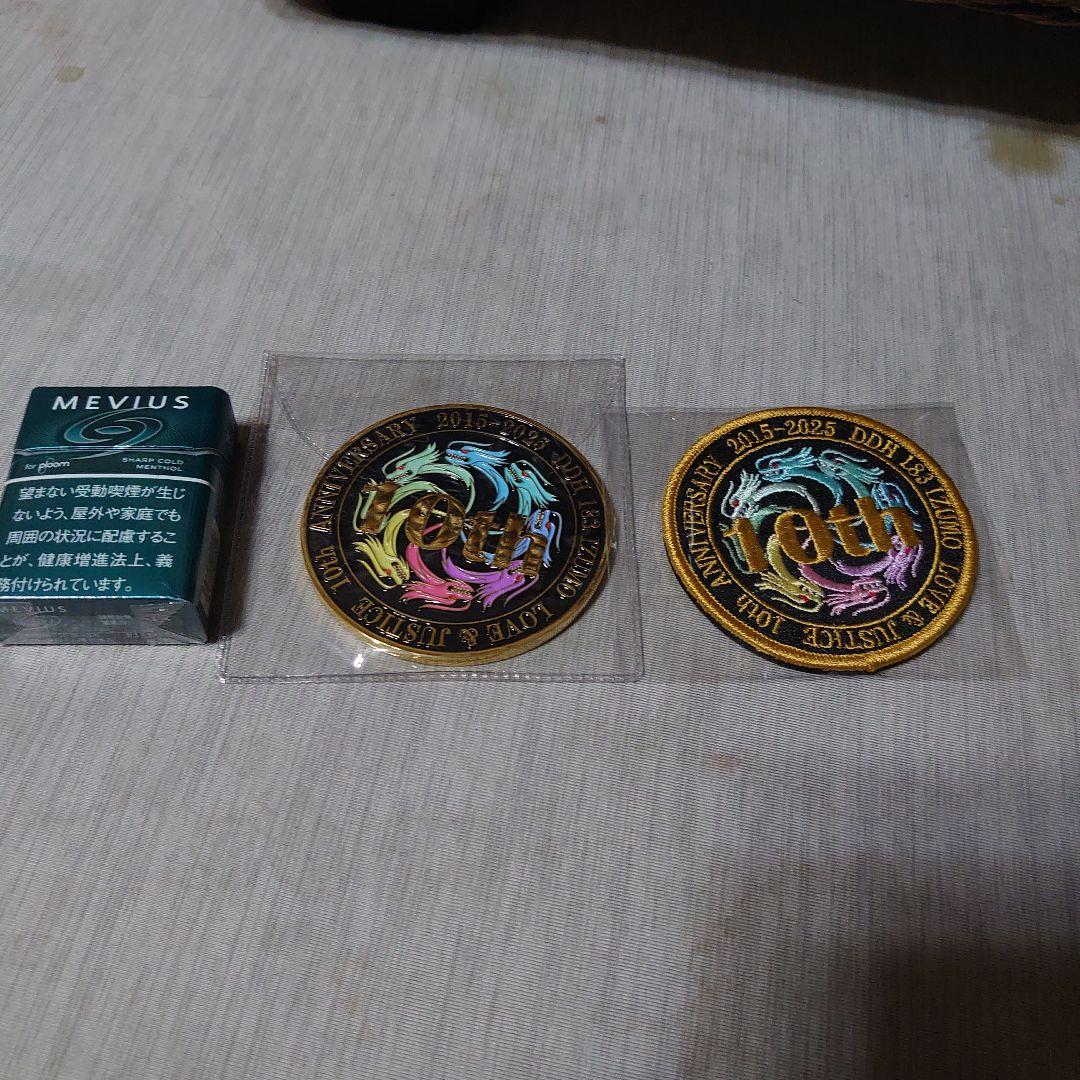 MEVIUS
for ploom
SHARP COLD
MENTHOL
望まない受動喫煙が生じ
ないよう、屋外や家庭でも
周囲の状況に配慮するこ
とが、健康増進法上、義
務付けられています。
MEVIUS
10th ANNIVERSARY 2015-2025 DDH 183 IZUMO LOVE & JUSTICE
10th
10th ANNIVERSARY 2015-2025 DDH 183 IZUMO LOVE & JUSTICE
10th